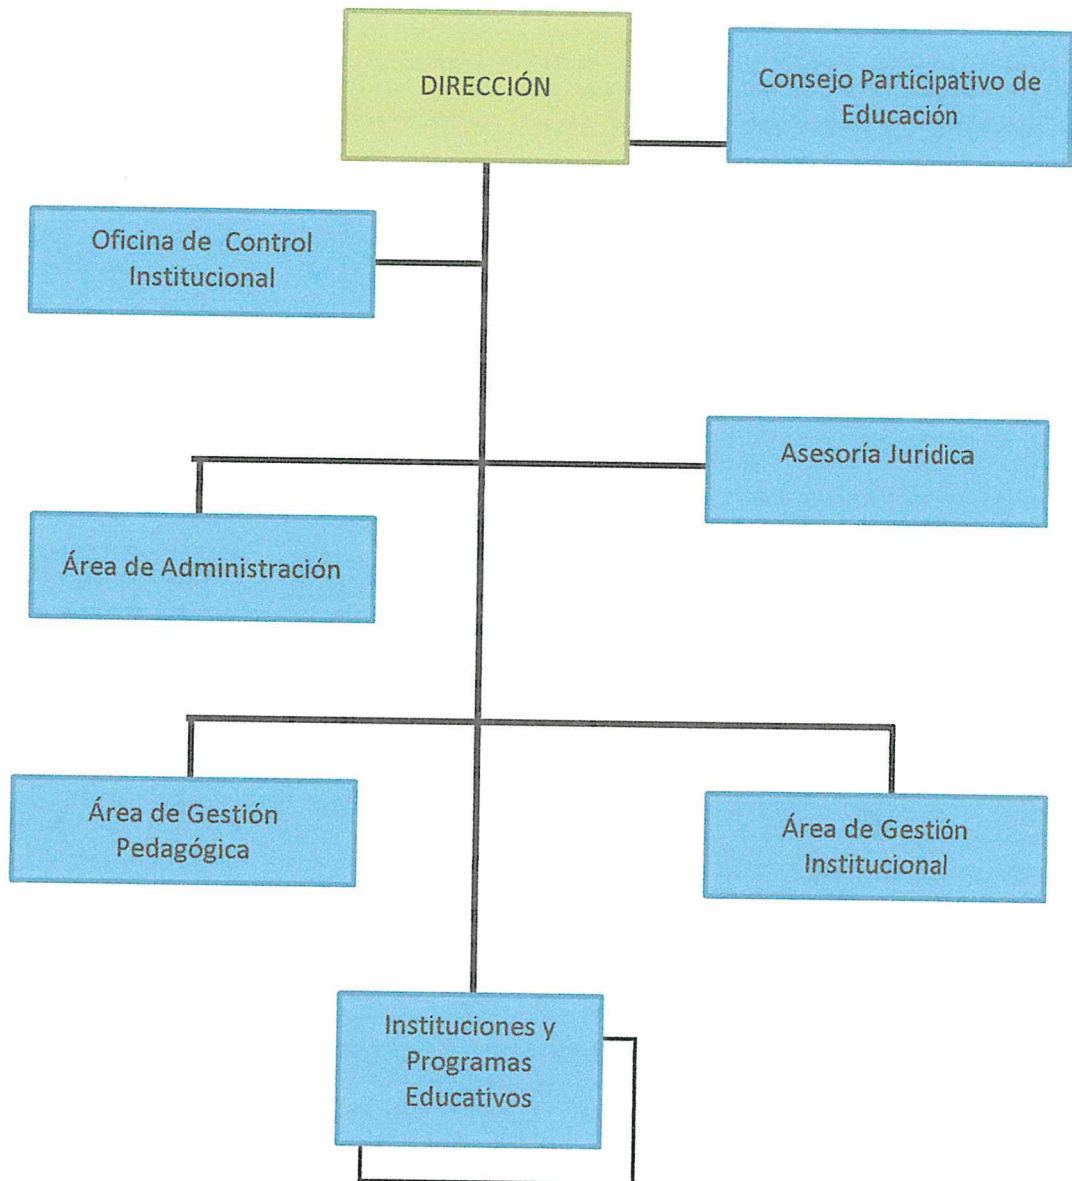 DIRECCIÓN
Consejo Participativo de
Educación
Oficina de Control
Institucional
Asesoría Jurídica
Área de Administración
Área de Gestión
Pedagógica
Área de Gestión
Institucional
Instituciones y
Programas
Educativos